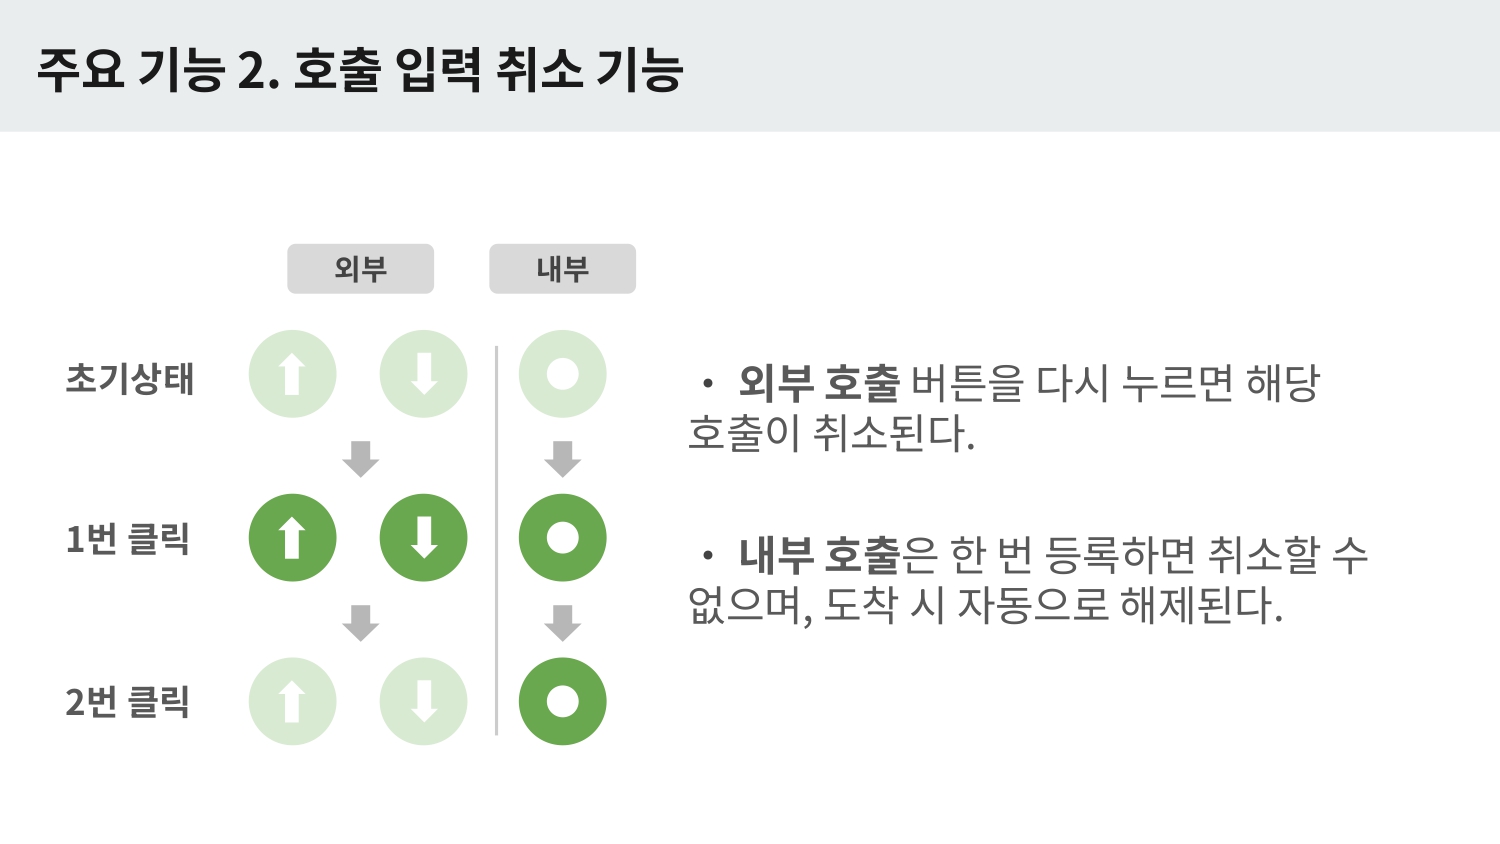 주요 기능 2. 호출 입력 취소 기능
외부 내부
초기상태
1번 클릭
2번 클릭
• 외부 호출 버튼을 다시 누르면 해당
호출이 취소된다.
• 내부 호출은 한 번 등록하면 취소할 수
없으며, 도착 시 자동으로 해제된다.